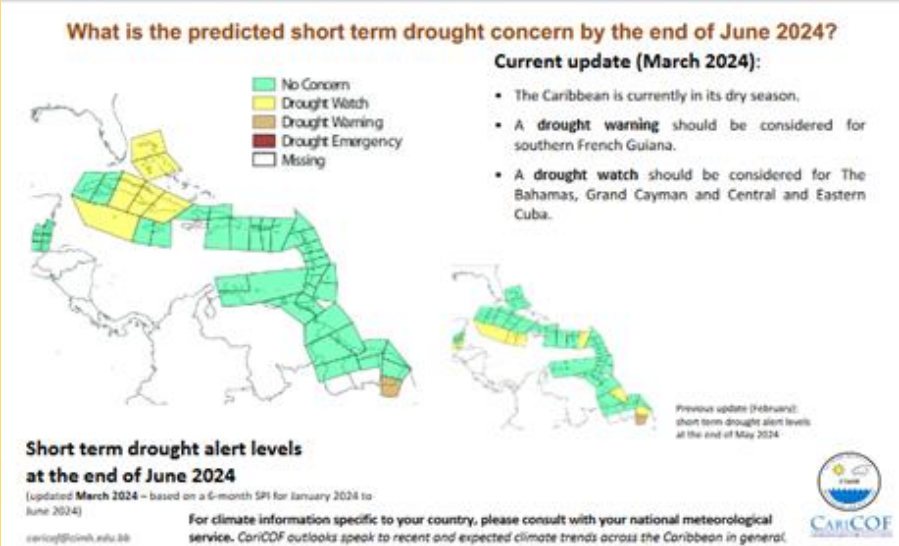 What is the predicted short term drought concern by the end of June 2024?
Current update (March 2024):
No Concern
Drought Watch
Drought Warning
Drought Emergency
Missing
▪ The Caribbean is currently in its dry season.
▪ A drought warning should be considered for
southern French Guiana.
▪ A drought watch should be considered for The
Bahamas, Grand Cayman and Central and Eastern
Cuba.
Previous update (February):
short term drought alert levels
at the end of May 2024
Short term drought alert levels
at the end of June 2024
(updated March 2024 – based on a 6-month SPI for January 2024 to
June 2024)
caricof@cimh.edu.bb
For climate information specific to your country, please consult with your national meteorological
service. CariCOF outlooks speak to recent and expected climate trends across the Caribbean in general.
CARICOF